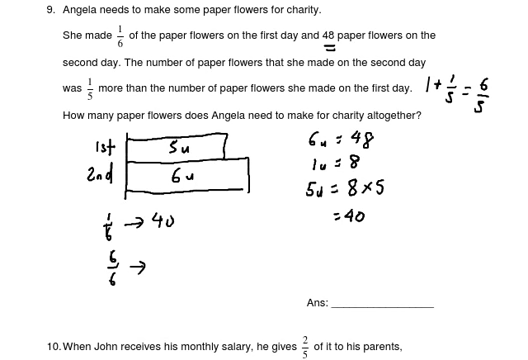 9. Angela needs to make some paper flowers for charity.
She made 1/6 of the paper flowers on the first day and 48 paper flowers on the
second day. The number of paper flowers that she made on the second day
was 1/5 more than the number of paper flowers she made on the first day. 1 + 1/5 = 6/5
How many paper flowers does Angela need to make for charity altogether?
1st 5u
2nd 6u
6u = 48
1u = 8
5u = 8 × 5
= 40
1/6 → 40
6/6 →
Ans:
10. When John receives his monthly salary, he gives 2/5 of it to his parents,